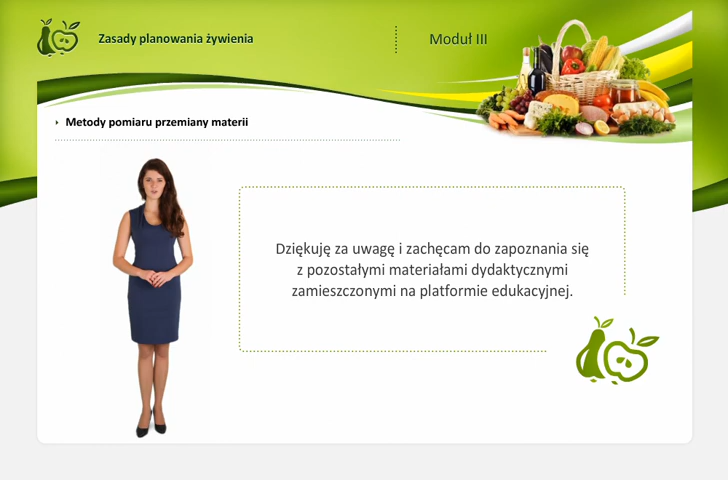 Zasady planowania żywienia
Moduł III
Metody pomiaru przemiany materii
Dziękuję za uwagę i zachęcam do zapoznania się
z pozostałymi materiałami dydaktycznymi
zamieszczonymi na platformie edukacyjnej.